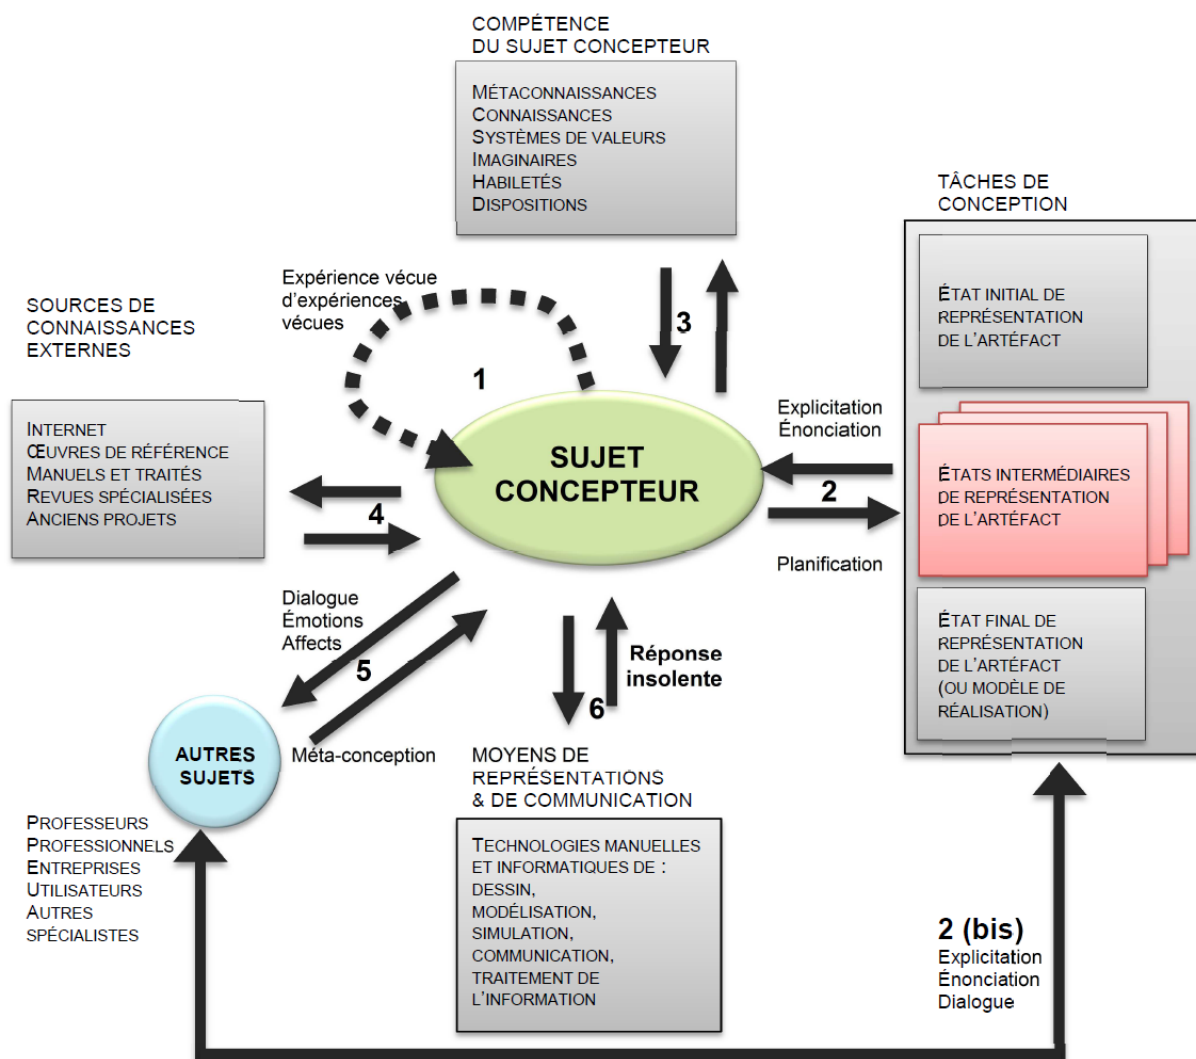 COMPÉTENCE
DU SUJET CONCEPTEUR
MÉTACONNAISSANCES
CONNAISSANCES
SYSTÈMES DE VALEURS
IMAGINAIRES
HABILETÉS
DISPOSITIONS
TÂCHES DE
CONCEPTION
ÉTAT INITIAL DE
REPRÉSENTATION
DE L'ARTÉFACT
ÉTATS INTERMÉDIAIRES
DE REPRÉSENTATION
DE L'ARTÉFACT
ÉTAT FINAL DE
REPRÉSENTATION
DE L'ARTÉFACT
(OU MODÈLE DE
RÉALISATION)
Expérience vécue
d'expériences
vécues
1
3
SOURCES DE
CONNAISSANCES
EXTERNES
INTERNET
ŒUVRES DE RÉFÉRENCE
MANUELS ET TRAITÉS
REVUES SPÉCIALISÉES
ANCIENS PROJETS
4
SUJET
CONCEPTEUR
Explicitation
Énonciation
2
Planification
Dialogue
Émotions
Affects
5
Méta-conception
Réponse
insolente
6
AUTRES
SUJETS
PROFESSEURS
PROFESSIONNELS
ENTREPRISES
UTILISATEURS
AUTRES
SPÉCIALISTES
MOYENS DE
REPRÉSENTATIONS
& DE COMMUNICATION
TECHNOLOGIES MANUELLES
ET INFORMATIQUES DE :
DESSIN,
MODÉLISATION,
SIMULATION,
COMMUNICATION,
TRAITEMENT DE
L'INFORMATION
2 (bis)
Explicitation
Énonciation
Dialogue